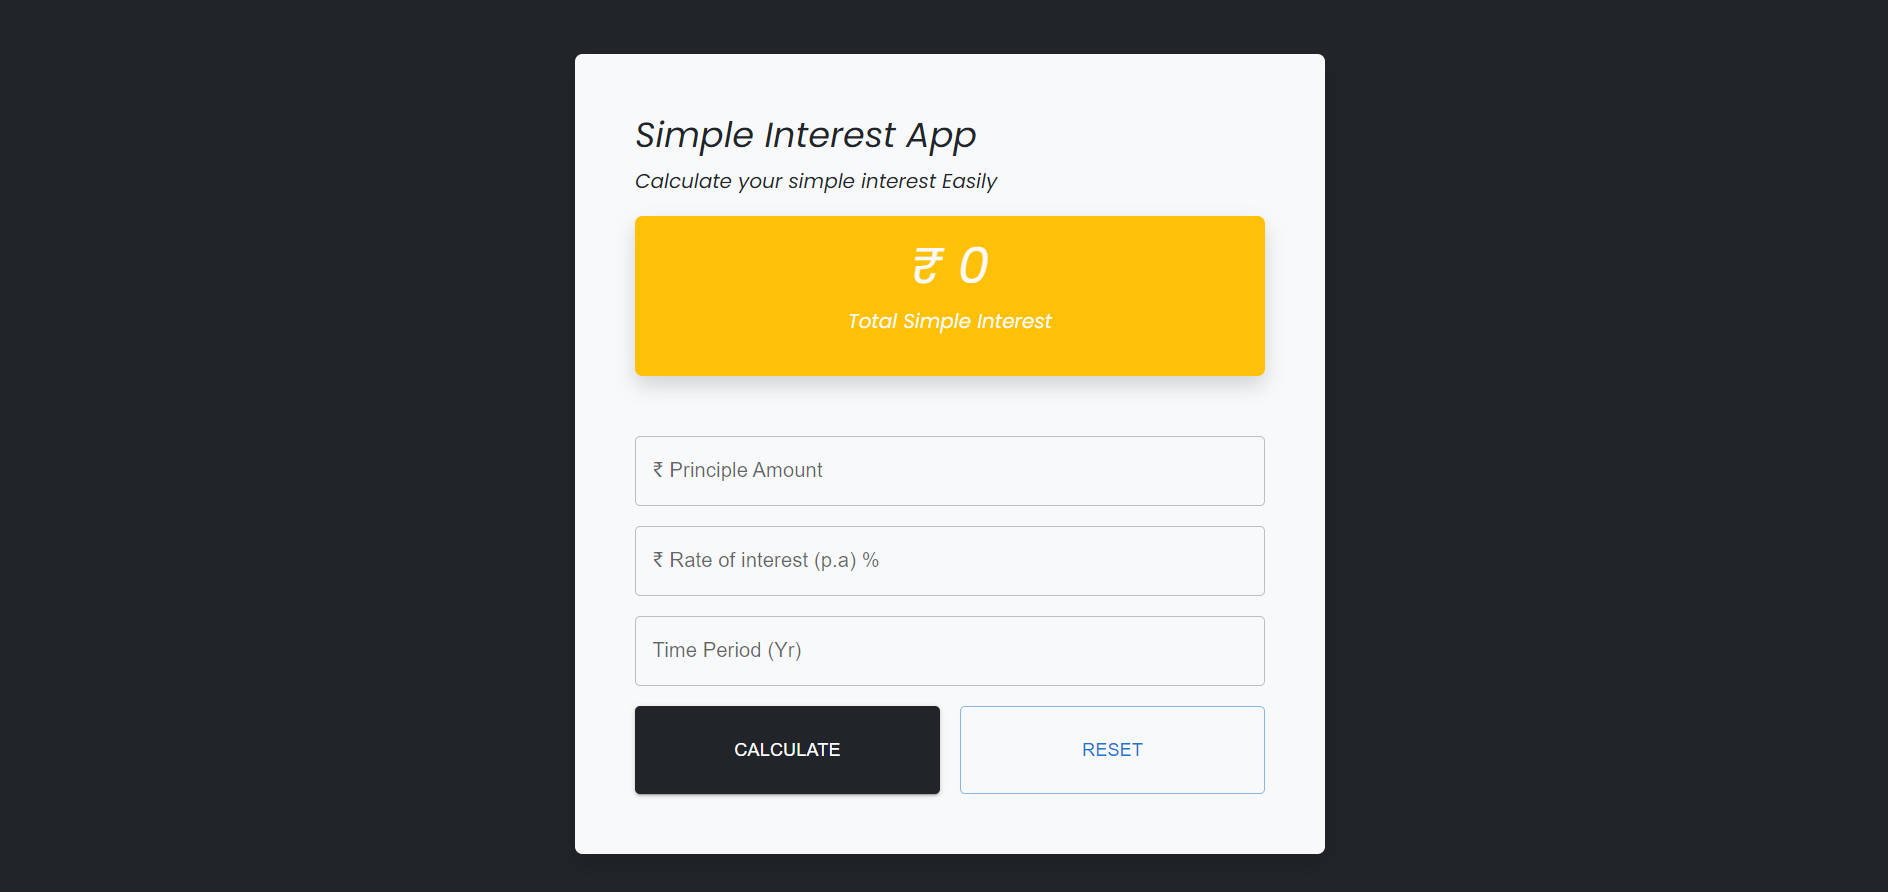 Simple Interest App
Calculate your simple interest Easily
₹ 0
Total Simple Interest
₹ Principle Amount
₹ Rate of interest (p.a) %
Time Period (Yr)
CALCULATE
RESET